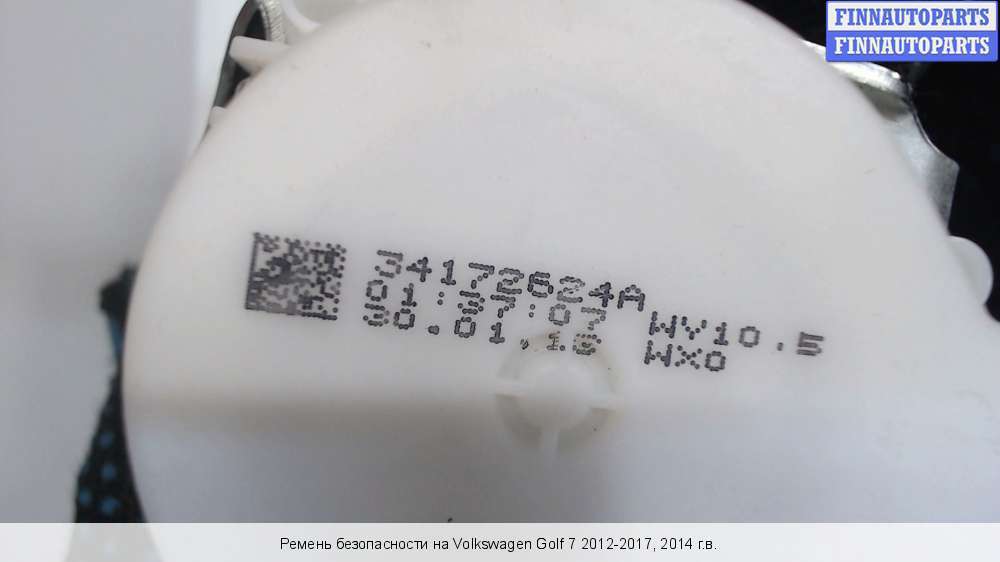 FINNAUTOPARTS
FINNAUTOPARTS
34172624A
01:37:07 WV10.5
30.01.16 WX0
Ремень безопасности на Volkswagen Golf 7 2012-2017, 2014 г.в.